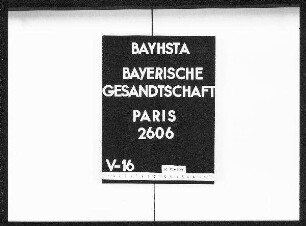 BAYHSTA
BAYERISCHE
GESANDTSCHAFT
PARIS
2606
V-16